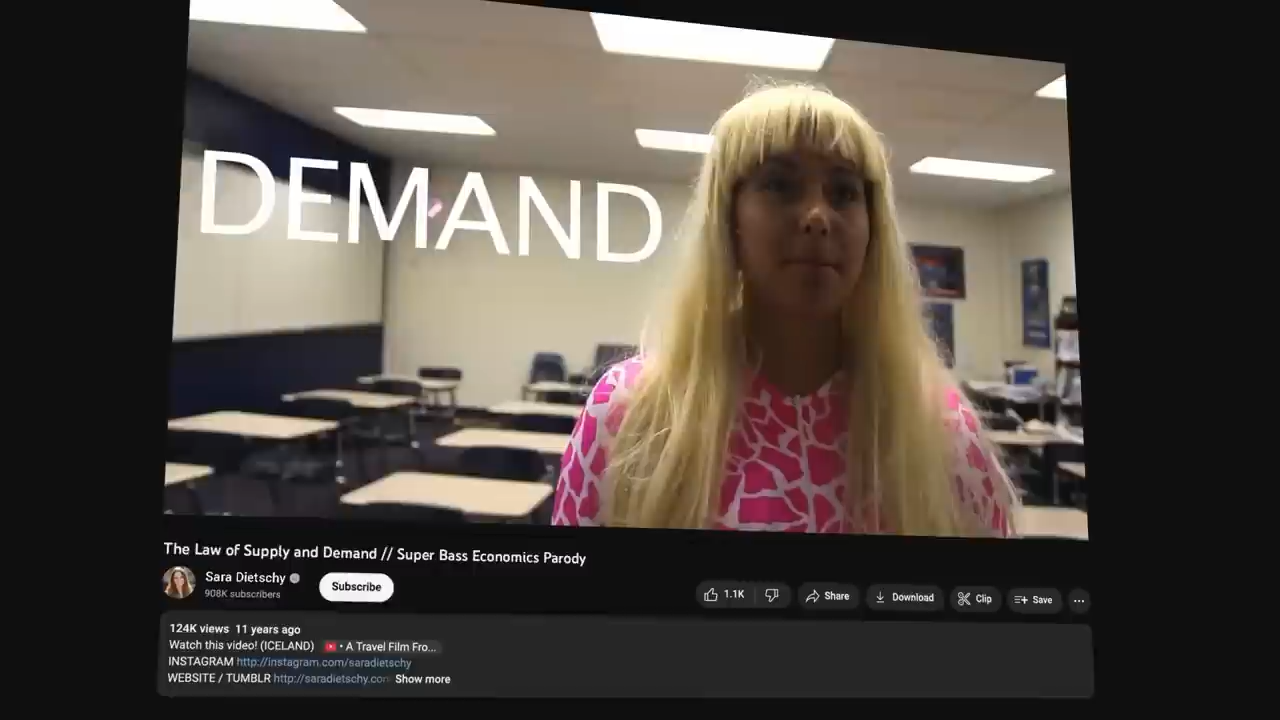 DEMAND
The Law of Supply and Demand // Super Bass Economics Parody
Sara Dietschy
908K subscribers
Subscribe
1.1K
Share
Download
Clip
Save
124K views 11 years ago
Watch this video! (ICELAND) • A Travel Film Fro...
INSTAGRAM http://instagram.com/saradietschy
WEBSITE / TUMBLR http://saradietschy.con Show more